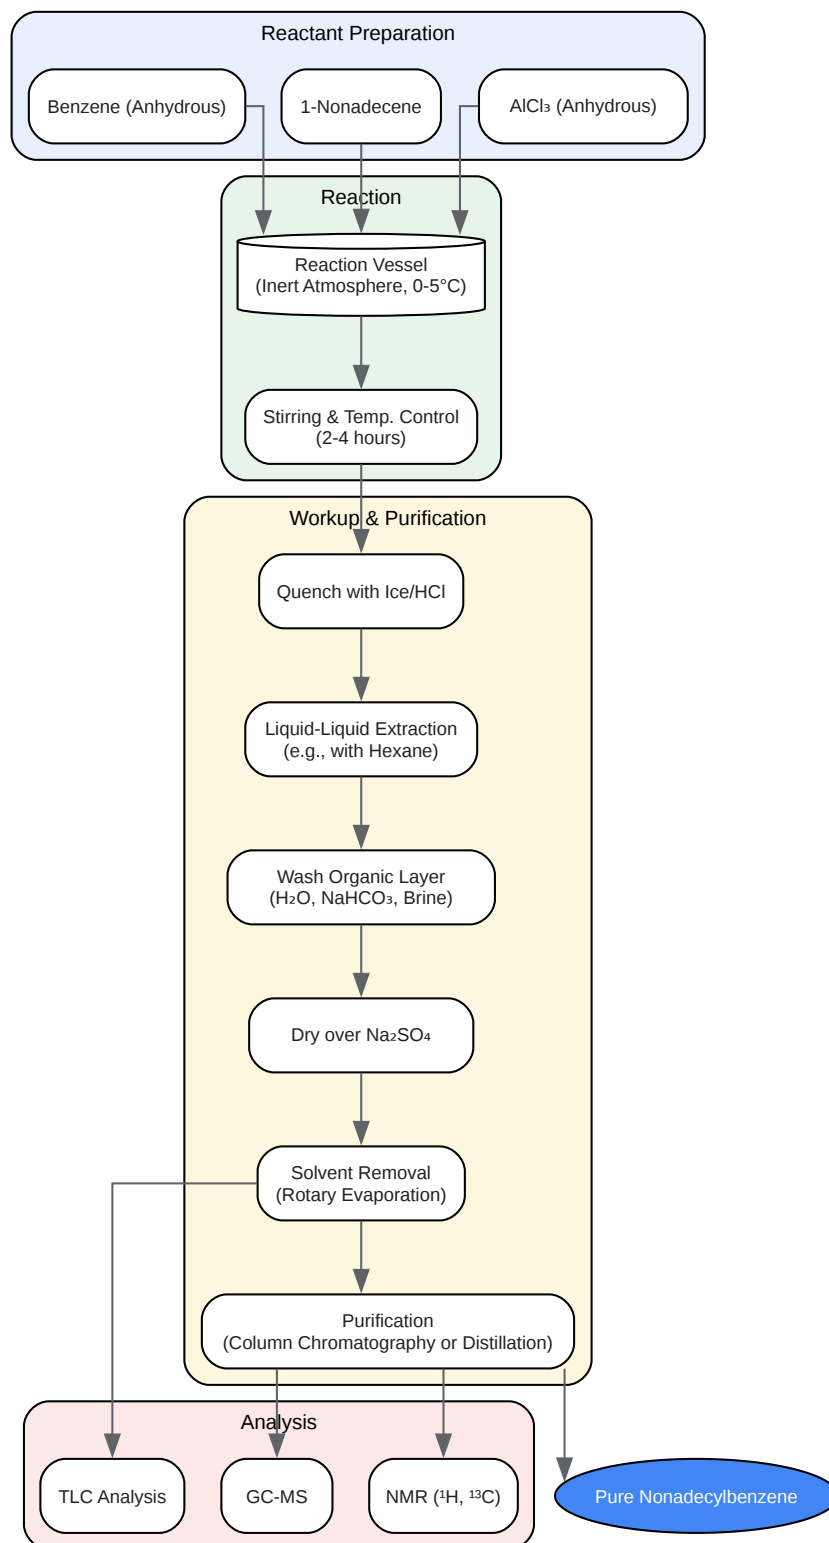 Reactant Preparation
Benzene (Anhydrous)
1-Nonadecene
AlCl₃ (Anhydrous)
Reaction
Reaction Vessel
(Inert Atmosphere, 0-5°C)
Stirring & Temp. Control
(2-4 hours)
Workup & Purification
Quench with Ice/HCl
Liquid-Liquid Extraction
(e.g., with Hexane)
Wash Organic Layer
(H₂O, NaHCO₃, Brine)
Dry over Na₂SO₄
Solvent Removal
(Rotary Evaporation)
Purification
(Column Chromatography or Distillation)
Analysis
TLC Analysis
GC-MS
NMR (¹H, ¹³C)
Pure Nonadecylbenzene